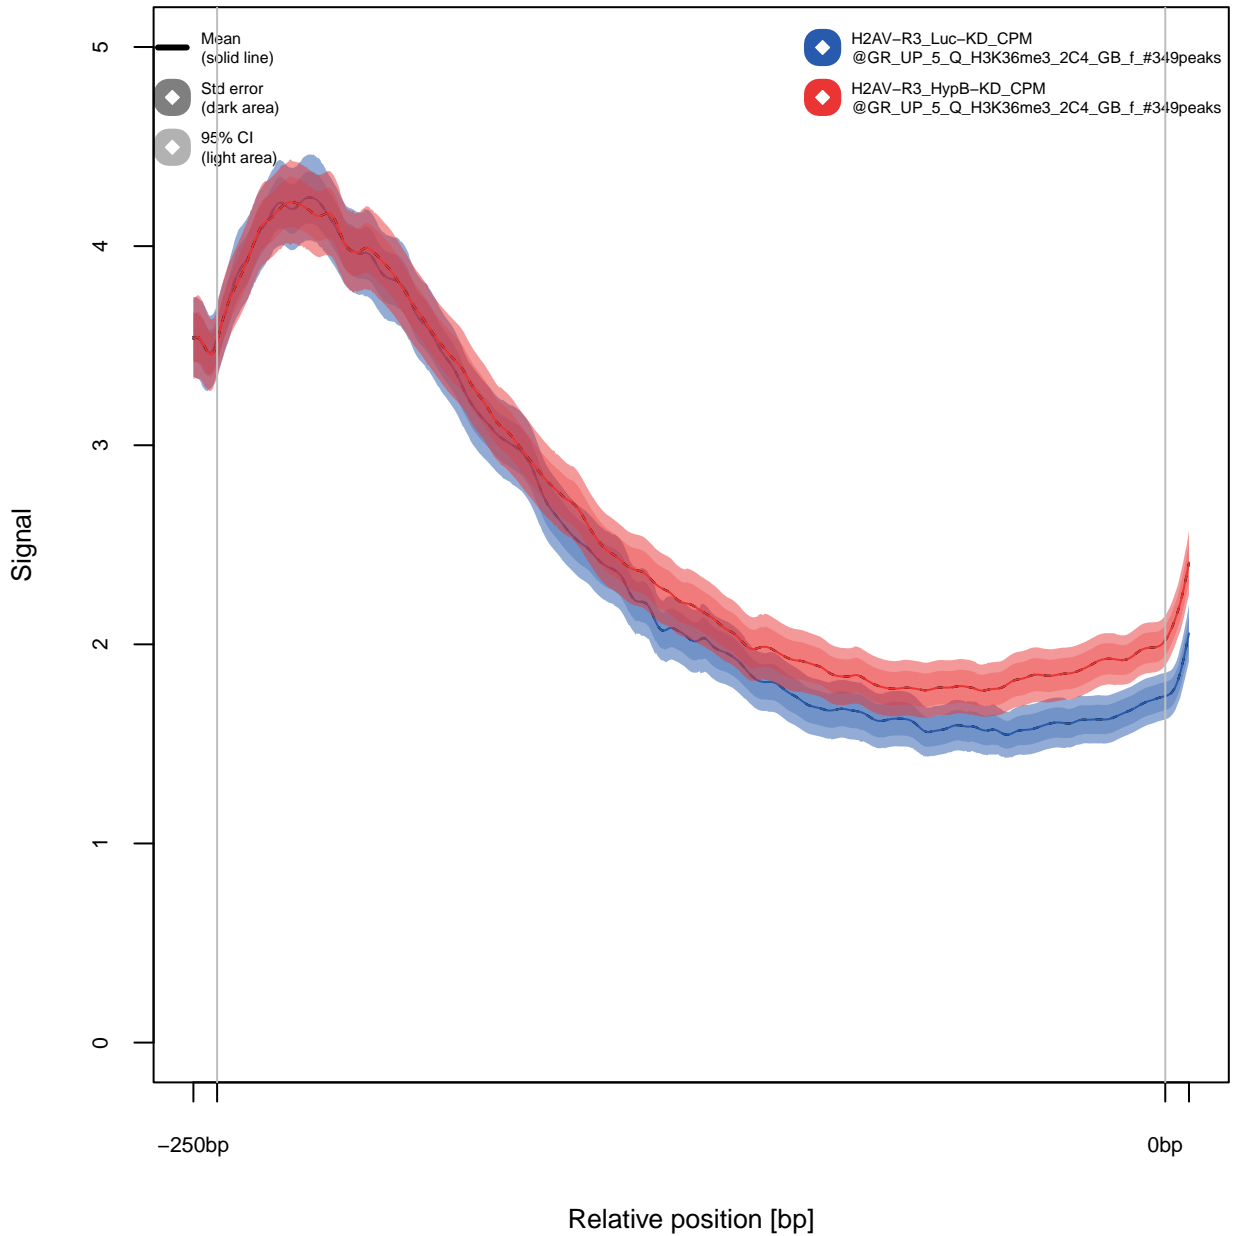 Mean
(solid line)
Std error
(dark area)
95% CI
(light area)
H2AV−R3_Luc−KD_CPM
@GR_UP_5_Q_H3K36me3_2C4_GB_f_#349peaks
H2AV−R3_HypB−KD_CPM
@GR_UP_5_Q_H3K36me3_2C4_GB_f_#349peaks
5
4
3
2
1
0
Signal
−250bp
0bp
Relative position [bp]